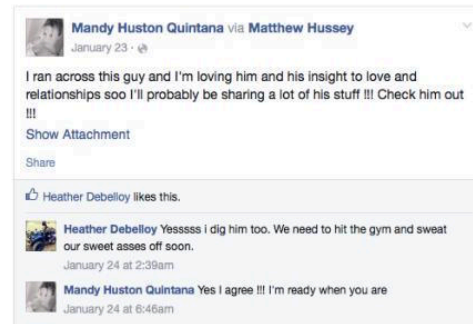 Mandy Huston Quintana via Matthew Hussey
January 23 ·
I ran across this guy and I'm loving him and his insight to love and
relationships soo I'll probably be sharing a lot of his stuff !!! Check him out
!!!
Show Attachment
Share
Heather Debelloy likes this.
Heather Debelloy Yesssss i dig him too. We need to hit the gym and sweat
our sweet asses off soon.
January 24 at 2:39am
Mandy Huston Quintana Yes I agree !!! I'm ready when you are
January 24 at 6:46am